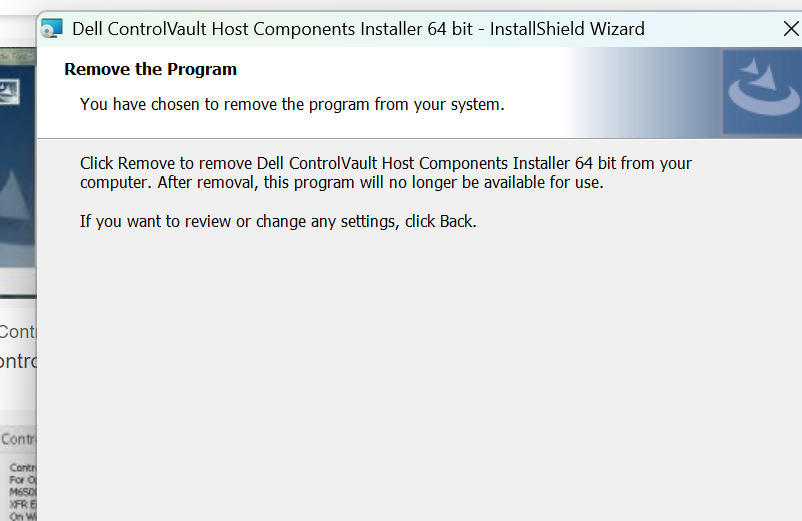 Dell ControlVault Host Components Installer 64 bit - InstallShield Wizard
Remove the Program
You have chosen to remove the program from your system.
Click Remove to remove Dell ControlVault Host Components Installer 64 bit from your
computer. After removal, this program will no longer be available for use.
If you want to review or change any settings, click Back.
Cont
ontro
Contr
Contr
For O
M650
XFR E
On W